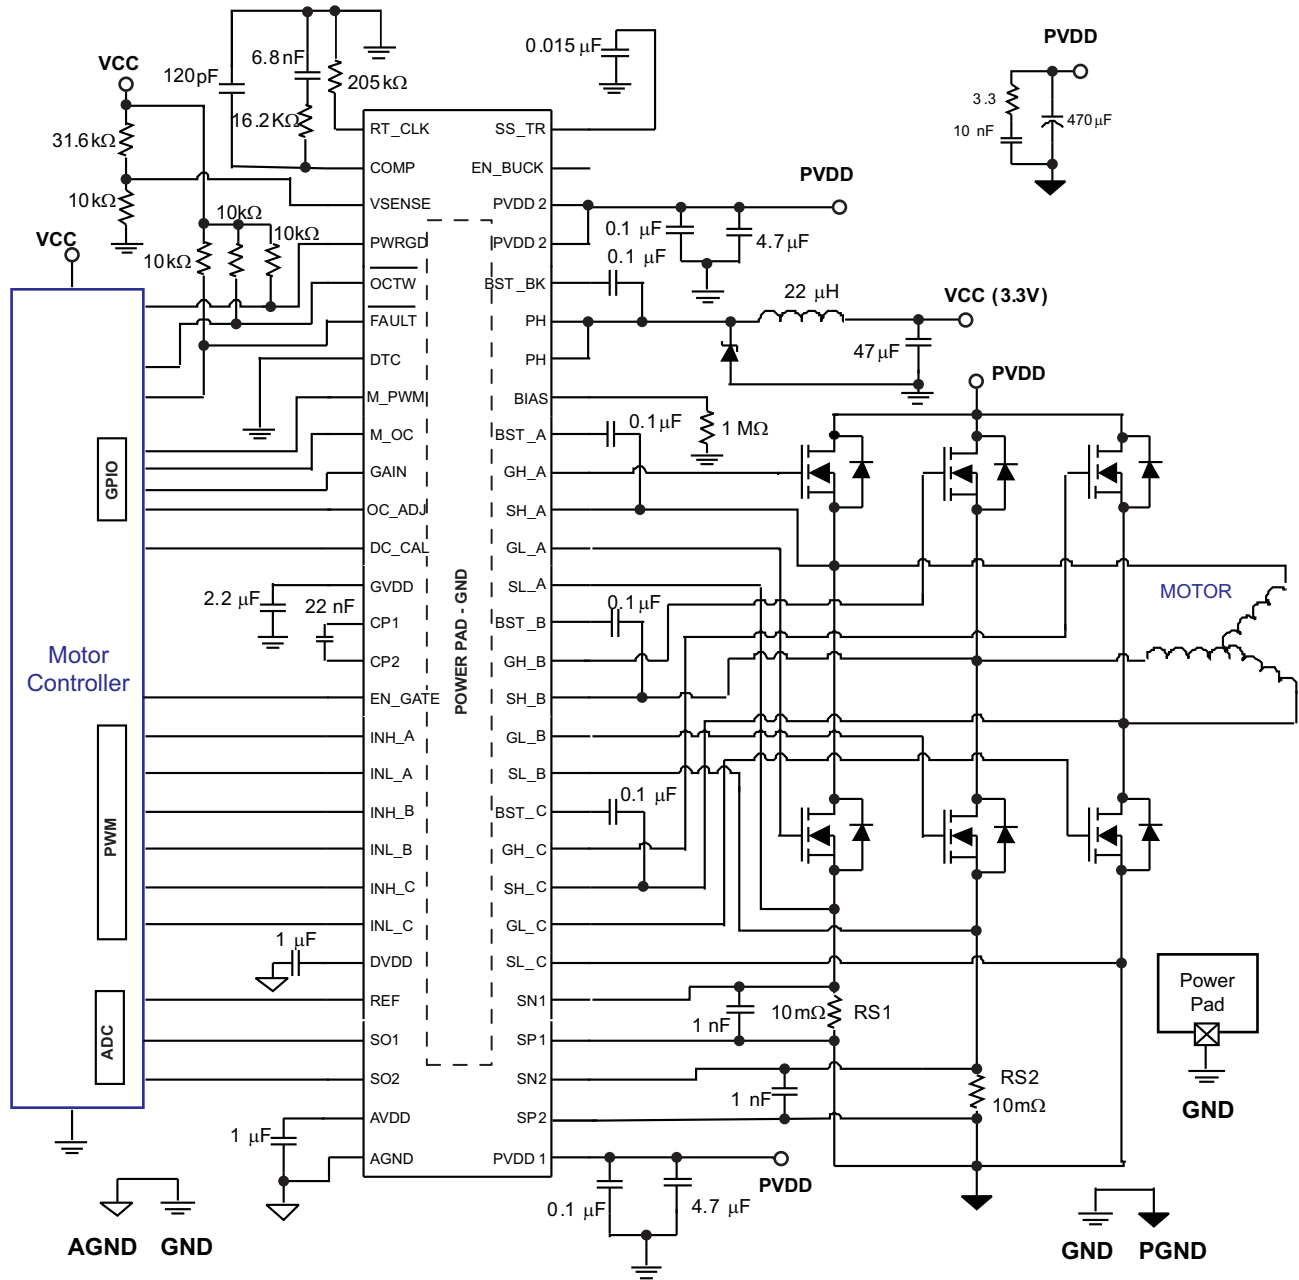 0.015 μF
PVDD
6.8nF
VCC
120pF
205kΩ
3.3
470μF
16.2KΩ
10 nF
31.6kΩ
RT_CLK
SS_TR
COMP
EN_BUCK
PVDD
10kΩ
VSENSE
PVDD 2
10kΩ
0.1 μF
4.7μF
VCC
10kΩ
PWRGD
PVDD 2
10kΩ
0.1 μF
OCTW
BST_BK
22 μH
VCC (3.3V)
FAULT
PH
47μF
DTC
PH
PVDD
M_PWM
BIAS
0.1μF
1 MΩ
M_OC
BST_A
GPIO
GAIN
GH_A
OC_ADJ
SH_A
DC_CAL
GL_A
GVDD
SL_A
MOTOR
2.2 μF
22 nF
0.1μF
CP1
BST_B
Motor
Controller
CP2
GH_B
POWER PAD - GND
EN_GATE
SH_B
INH_A
GL_B
INL_A
SL_B
0.1 μF
INH_B
BST_C
PWM
INL_B
GH_C
INH_C
SH_C
INL_C
GL_C
1 μF
DVDD
SL_C
Power
Pad
REF
SN1
1 nF
10mΩ
RS1
ADC
SO1
SP1
SO2
SN2
RS2
10mΩ
1 nF
GND
AVDD
SP2
1 μF
AGND
PVDD 1
PVDD
0.1 μF
4.7 μF
AGND
GND
GND
PGND